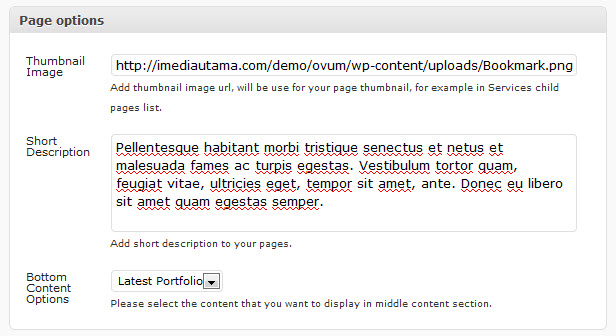 Page options
Thumbnail
Image
http://imediautama.com/demo/ovum/wp-content/uploads/Bookmark.png
Add thumbnail image url, will be use for your page thumbnail, for example in Services child
pages list.
Short
Description
Pellentesque habitant morbi tristique senectus et netus et
malesuada fames ac turpis egestas. Vestibulum tortor quam,
feugiat vitae, ultricies eget, tempor sit amet, ante. Donec eu libero
sit amet quam egestas semper.
Add short description to your pages.
Bottom
Content
Options
Latest Portfolio
Please select the content that you want to display in middle content section.